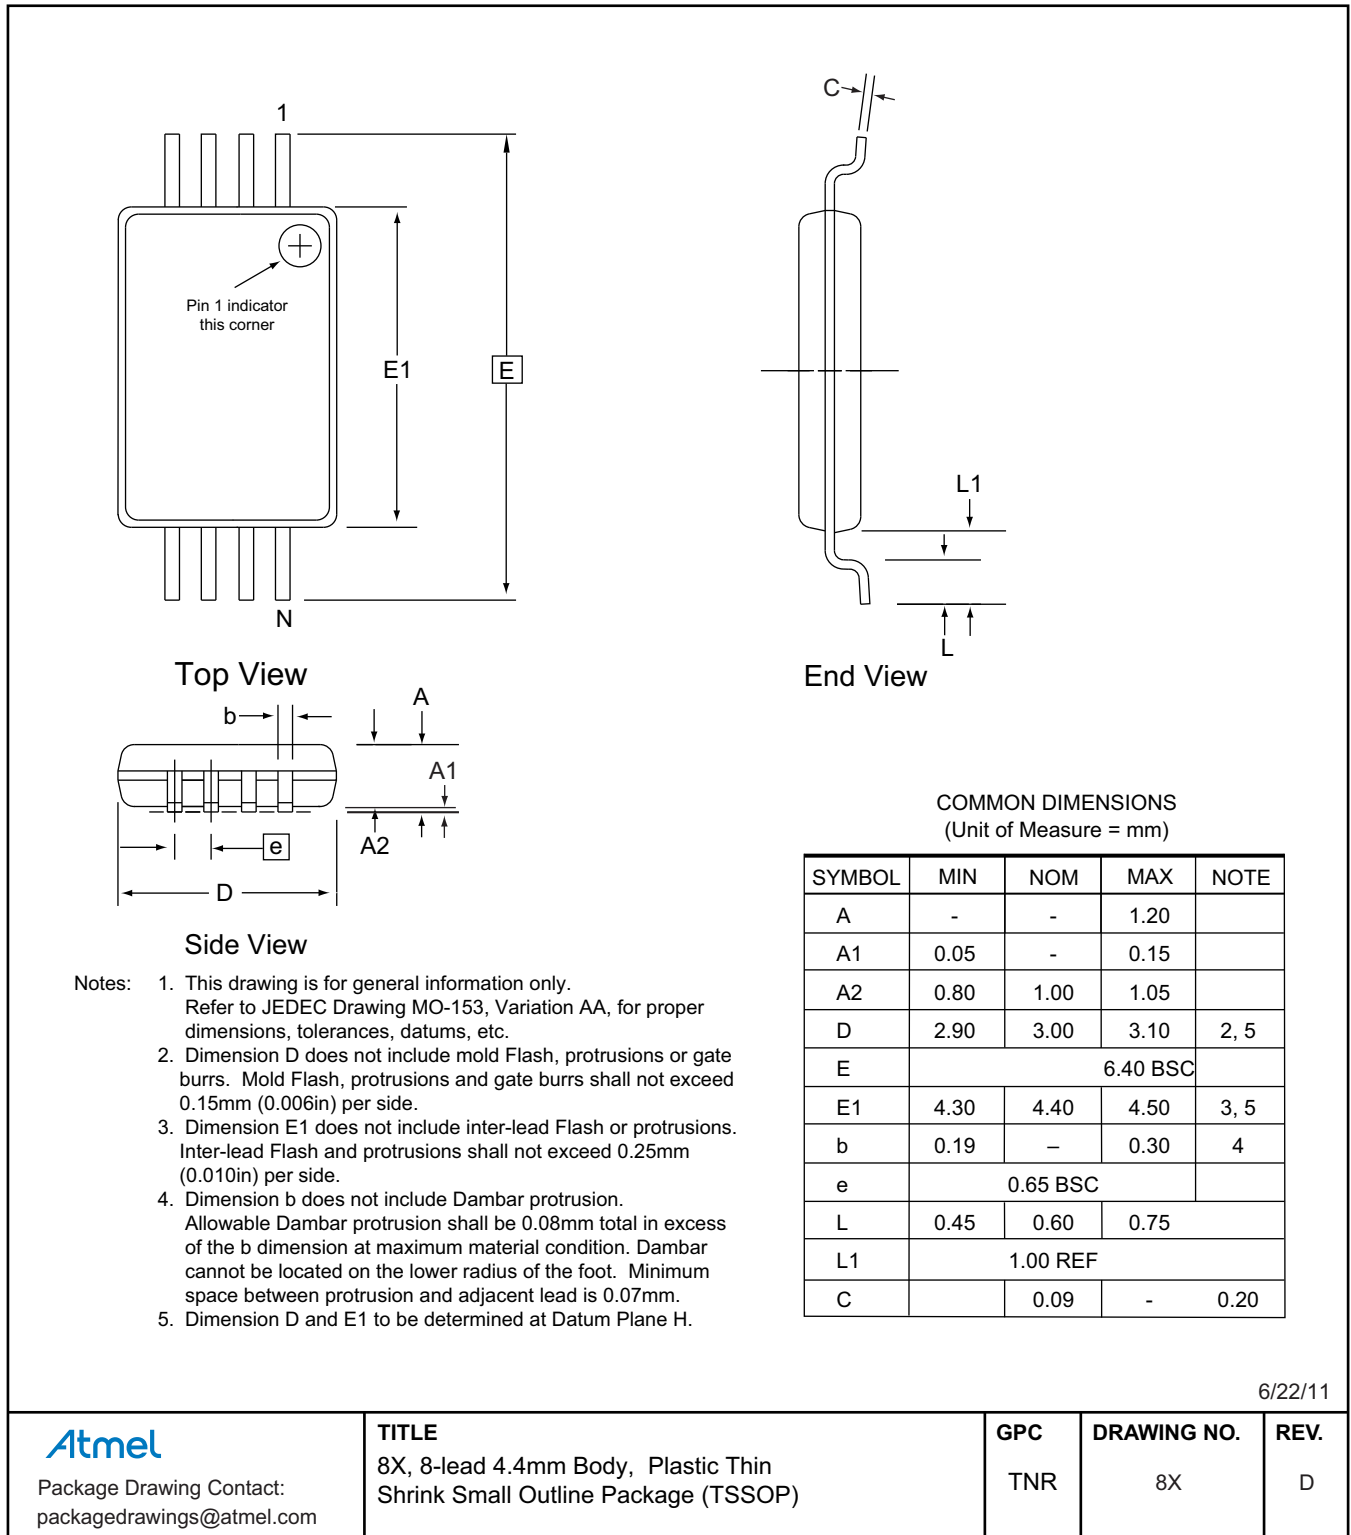 1
Pin 1 indicator
this corner
E1
E
N
Top View
C
L1
L
End View
b
A
A1
A2
e
D
Side View
COMMON DIMENSIONS
(Unit of Measure = mm)
SYMBOL MIN NOM MAX NOTE
A - - 1.20
A1 0.05 - 0.15
A2 0.80 1.00 1.05
D 2.90 3.00 3.10 2, 5
E 6.40 BSC
E1 4.30 4.40 4.50 3, 5
b 0.19 – 0.30 4
e 0.65 BSC
L 0.45 0.60 0.75
L1 1.00 REF
C 0.09 - 0.20
Notes: 1. This drawing is for general information only.
Refer to JEDEC Drawing MO-153, Variation AA, for proper
dimensions, tolerances, datums, etc.
2. Dimension D does not include mold Flash, protrusions or gate
burrs. Mold Flash, protrusions and gate burrs shall not exceed
0.15mm (0.006in) per side.
3. Dimension E1 does not include inter-lead Flash or protrusions.
Inter-lead Flash and protrusions shall not exceed 0.25mm
(0.010in) per side.
4. Dimension b does not include Dambar protrusion.
Allowable Dambar protrusion shall be 0.08mm total in excess
of the b dimension at maximum material condition. Dambar
cannot be located on the lower radius of the foot. Minimum
space between protrusion and adjacent lead is 0.07mm.
5. Dimension D and E1 to be determined at Datum Plane H.
6/22/11
Atmel
Package Drawing Contact:
packagedrawings@atmel.com
TITLE
8X, 8-lead 4.4mm Body, Plastic Thin
Shrink Small Outline Package (TSSOP)
GPC
TNR
DRAWING NO.
8X
REV.
D